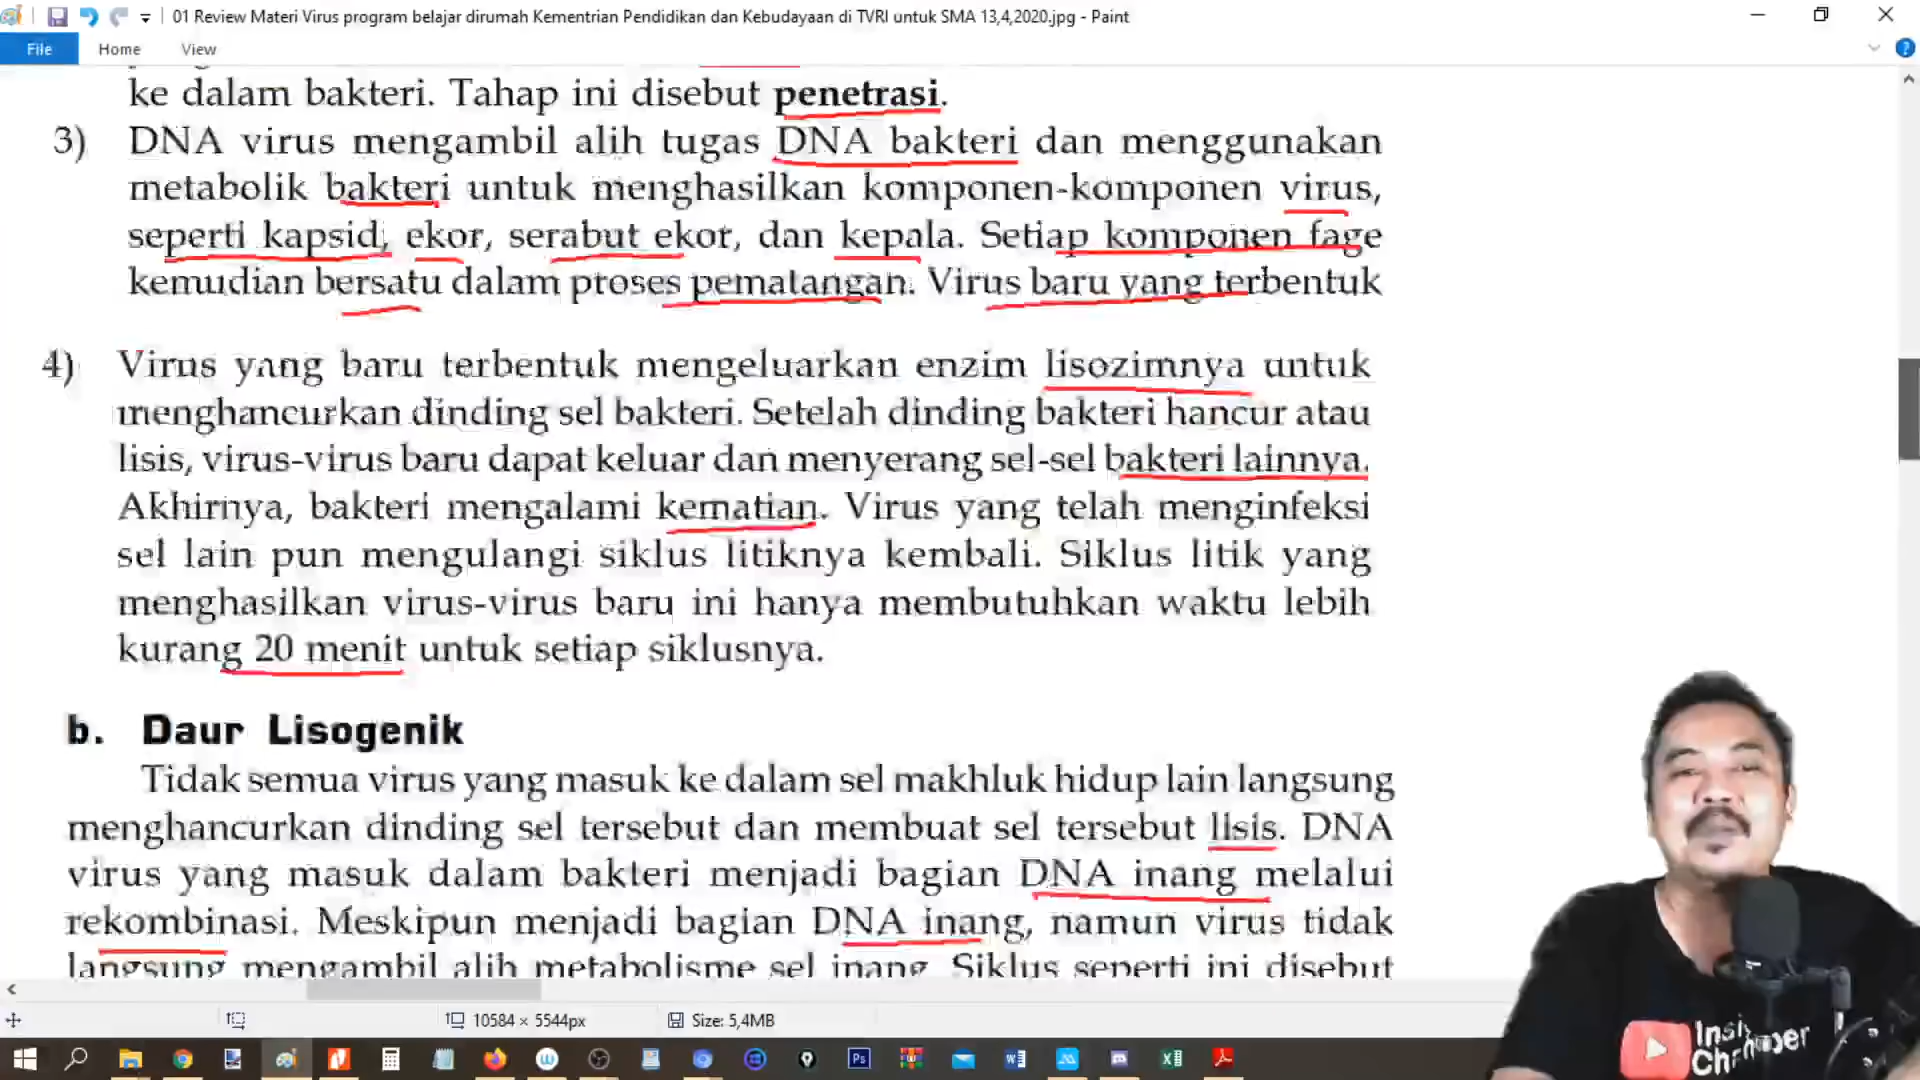 01 Review Materi Virus program belajar dirumah Kementrian Pendidikan dan Kebudayaan di TVRI untuk SMA 13,4,2020.jpg - Paint
File Home View
ke dalam bakteri. Tahap ini disebut penetrasi.
3) DNA virus mengambil alih tugas DNA bakteri dan menggunakan
metabolik bakteri untuk menghasilkan komponen-komponen virus,
seperti kapsid, ekor, serabut ekor, dan kepala. Setiap komponen fage
kemudian bersatu dalam proses pematangan. Virus baru yang terbentuk
4) Virus yang baru terbentuk mengeluarkan enzim lisozimnya untuk
menghancurkan dinding sel bakteri. Setelah dinding bakteri hancur atau
lisis, virus-virus baru dapat keluar dan menyerang sel-sel bakteri lainnya.
Akhirnya, bakteri mengalami kematian. Virus yang telah menginfeksi
sel lain pun mengulangi siklus litiknya kembali. Siklus litik yang
menghasilkan virus-virus baru ini hanya membutuhkan waktu lebih
kurang 20 menit untuk setiap siklusnya.
b. Daur Lisogenik
Tidak semua virus yang masuk ke dalam sel makhluk hidup lain langsung
menghancurkan dinding sel tersebut dan membuat sel tersebut lisis. DNA
virus yang masuk dalam bakteri menjadi bagian DNA inang melalui
rekombinasi. Meskipun menjadi bagian DNA inang, namun virus tidak
langsung mengambil alih metabolisme sel inang. Siklus seperti ini disebut
10584 × 5544px Size: 5,4MB
Ps